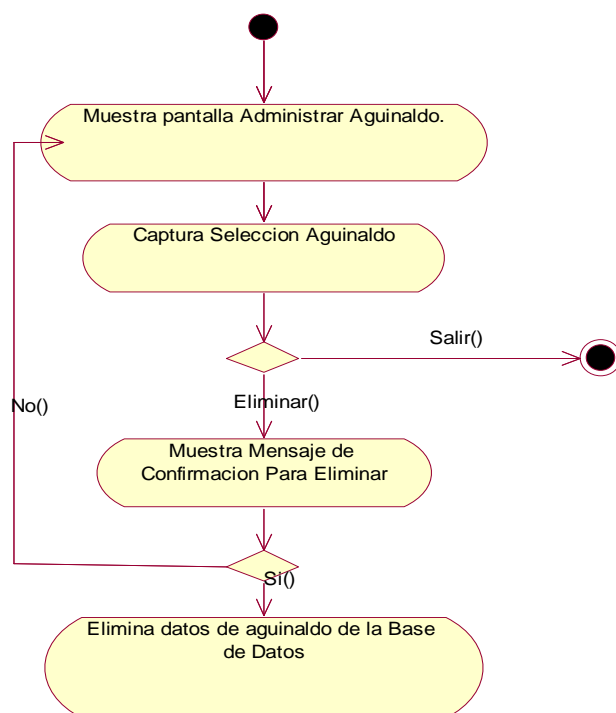 Muestra pantalla Administrar Aguinaldo.
Captura Seleccion Aguinaldo
Salir()
Eliminar()
No()
Muestra Mensaje de
Confirmacion Para Eliminar
Si()
Elimina datos de aguinaldo de la Base
de Datos